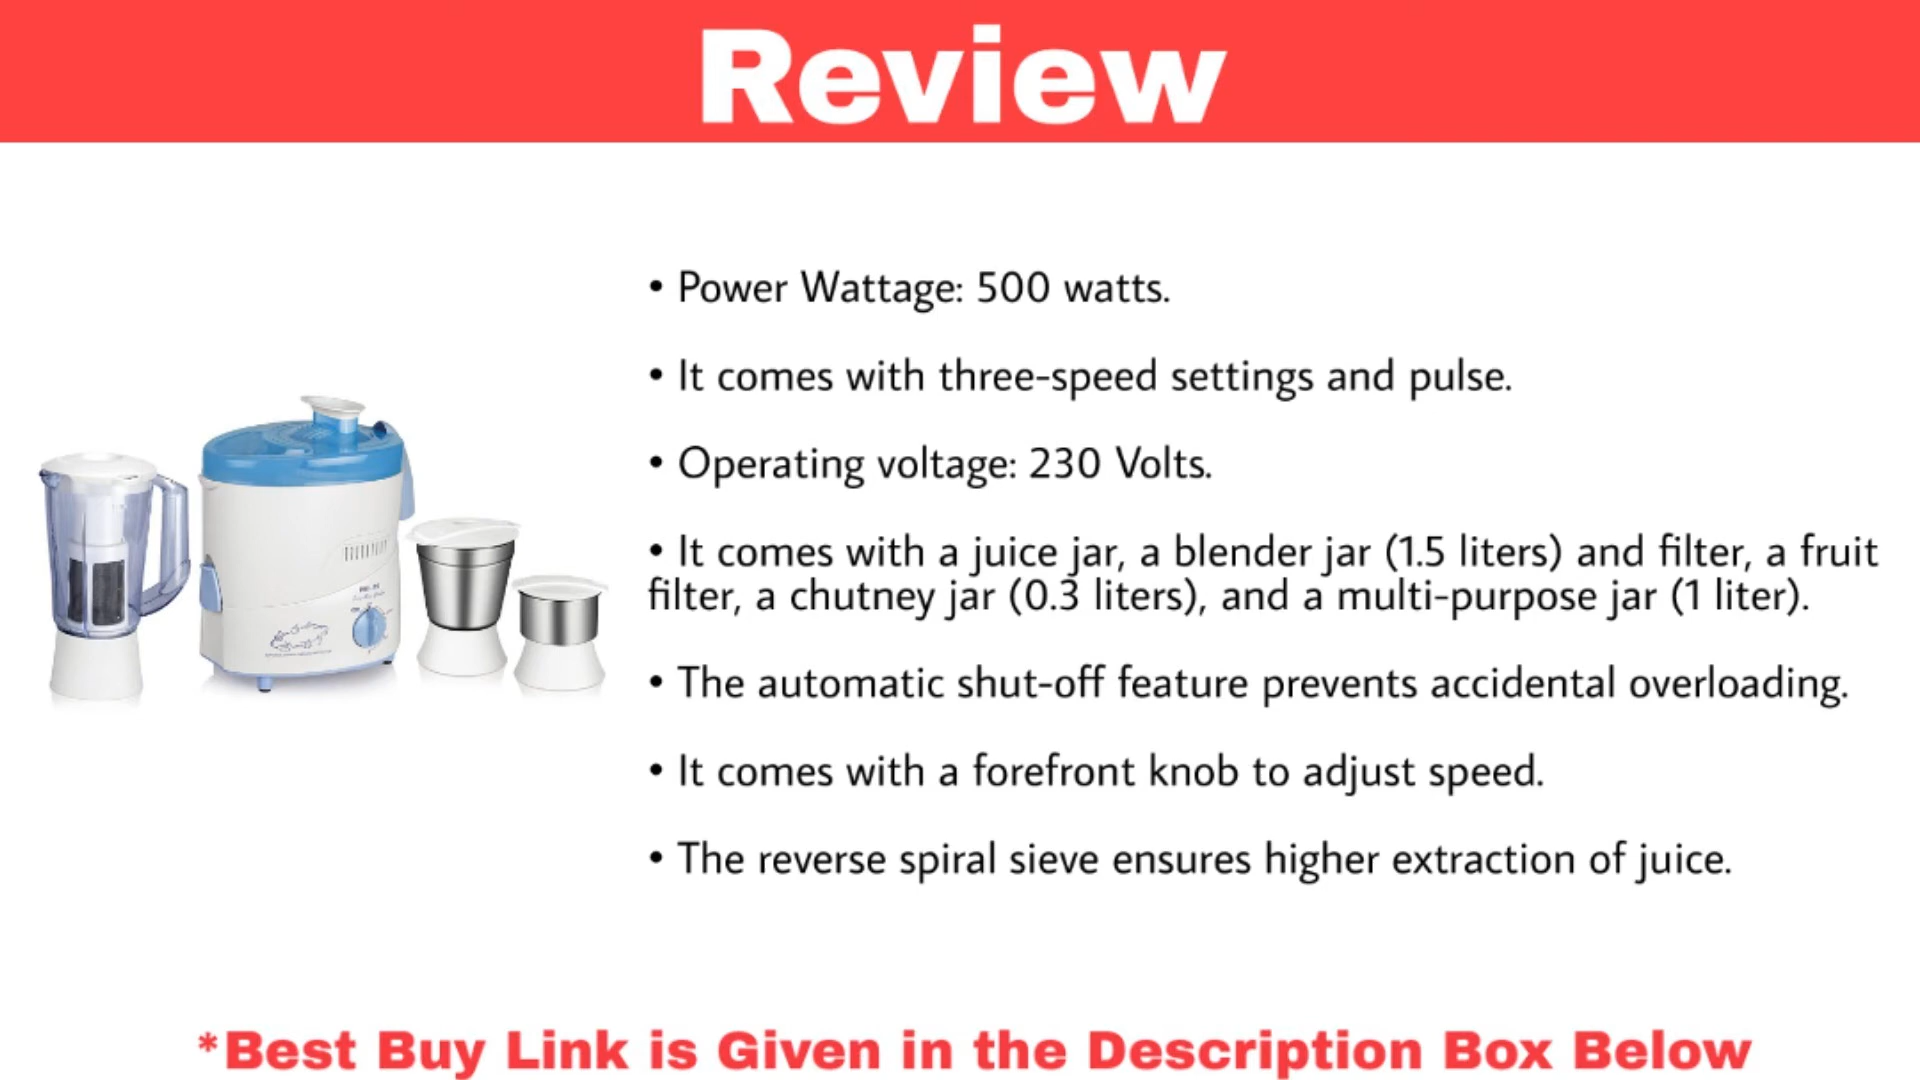 Review
• Power Wattage: 500 watts.
• It comes with three-speed settings and pulse.
• Operating voltage: 230 Volts.
• It comes with a juice jar, a blender jar (1.5 liters) and filter, a fruit
filter, a chutney jar (0.3 liters), and a multi-purpose jar (1 liter).
• The automatic shut-off feature prevents accidental overloading.
• It comes with a forefront knob to adjust speed.
• The reverse spiral sieve ensures higher extraction of juice.
*Best Buy Link is Given in the Description Box Below